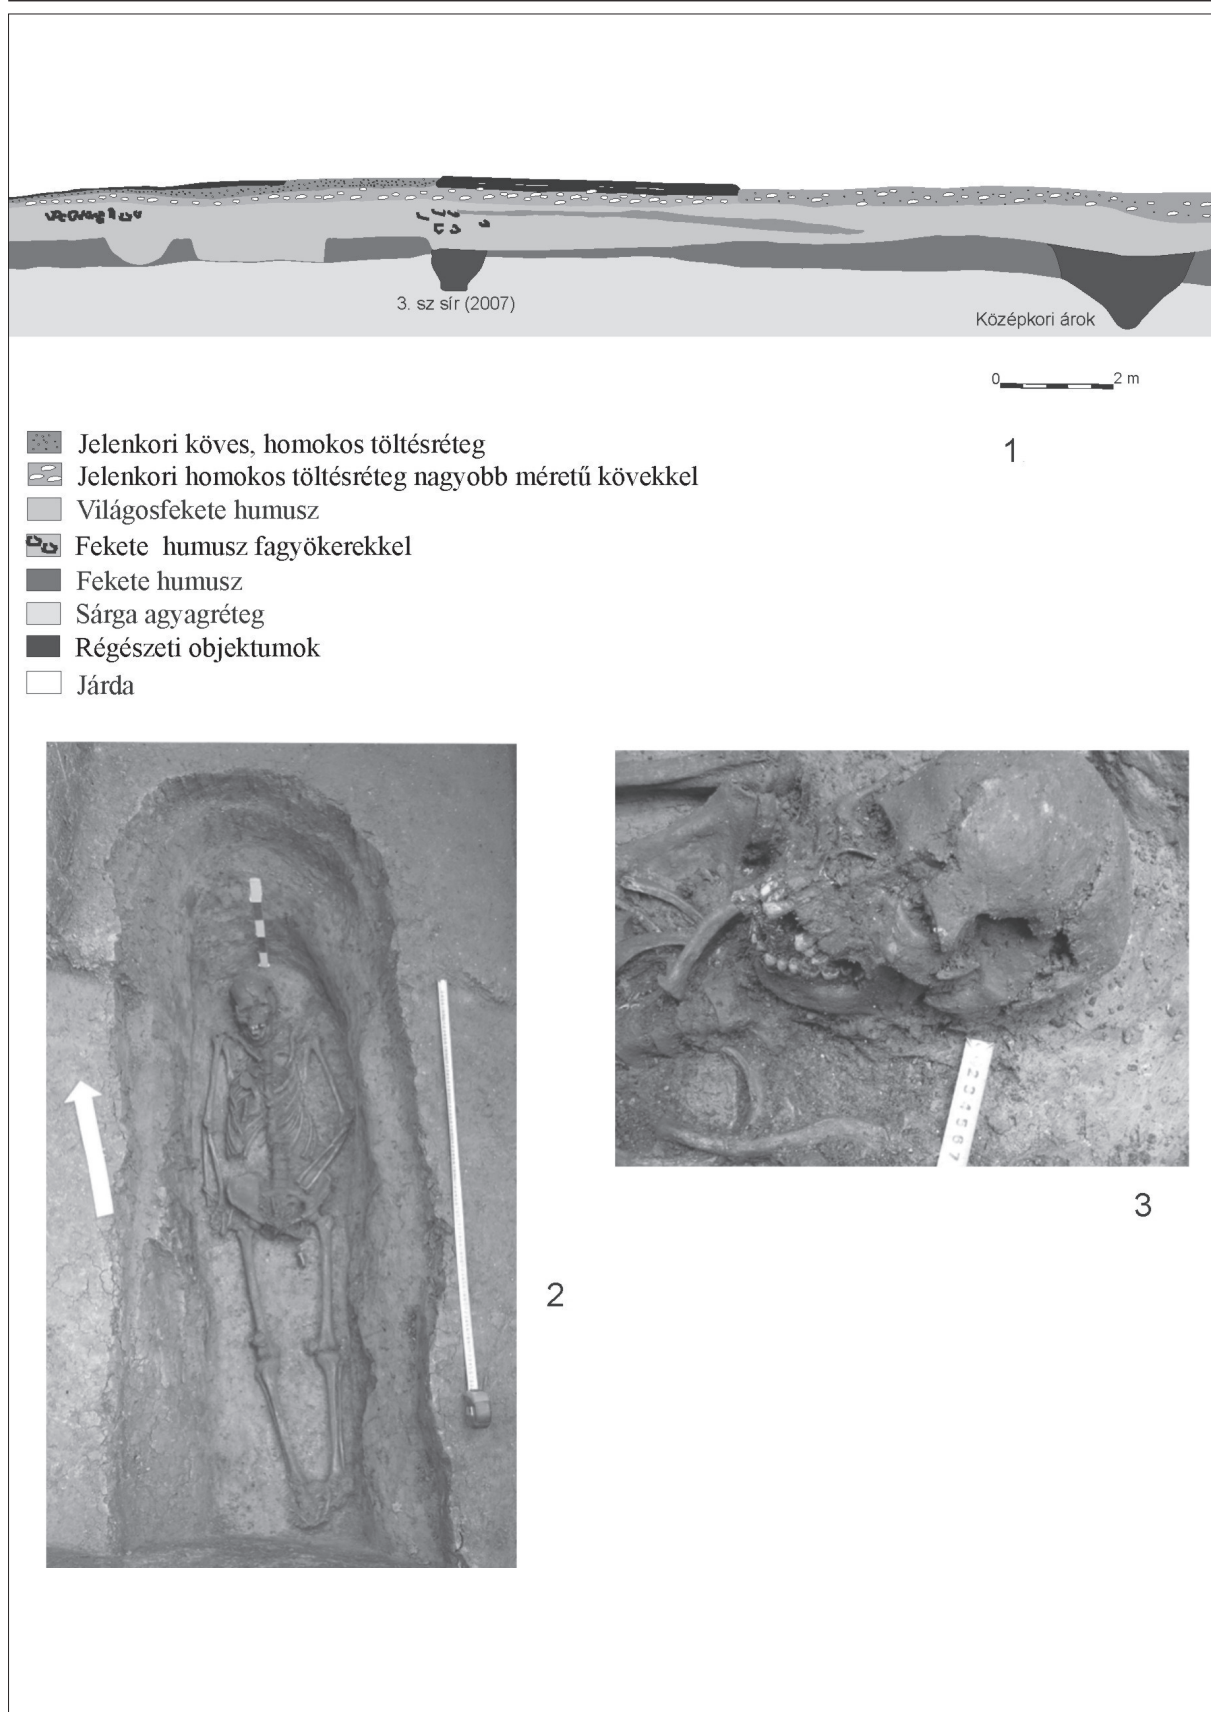 3. sz sír (2007)
Középkori árok
0 2 m
1
Jelenkori köves, homokos töltésréteg
Jelenkori homokos töltésréteg nagyobb méretű kövekkel
Világosfekete humusz
Fekete humusz fagyökerekkel
Fekete humusz
Sárga agyagréteg
Régészeti objektumok
Járda
2
3